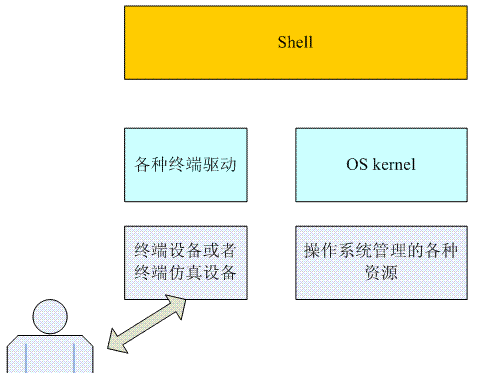 Shell
各种终端驱动
OS kernel
终端设备或者
终端仿真设备
操作系统管理的各种
资源